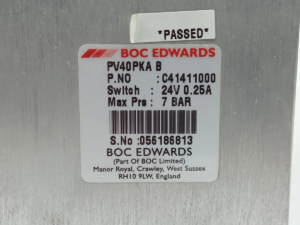 *PASSED*
BOC EDWARDS
PV40PKA B
P.NO : C41411000
Switch : 24V 0.25A
Max Prs : 7 BAR
S.No :056186813
BOC EDWARDS
(Part Of BOC Limited)
Manor Royal, Crawley, West Sussex
RH10 9LW, England